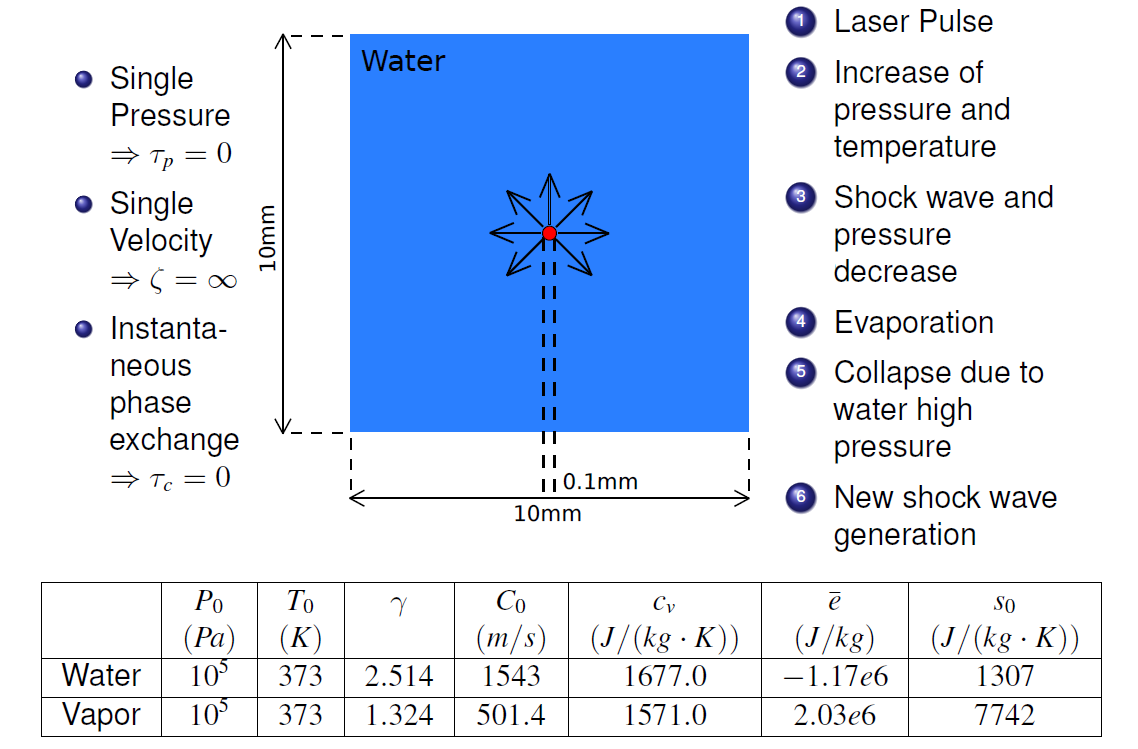 Single
Pressure
⇒ τp = 0
Single
Velocity
⇒ ζ = ∞
Instanta-
neous
phase
exchange
⇒ τc = 0
Water
10mm
0.1mm
10mm
1 Laser Pulse
2 Increase of
pressure and
temperature
3 Shock wave and
pressure
decrease
4 Evaporation
5 Collapse due to
water high
pressure
6 New shock wave
generation
P0 T0 γ C0 cv ē s0
(Pa) (K) (m/s) (J/(kg · K)) (J/kg) (J/(kg · K))
Water 10^5 373 2.514 1543 1677.0 −1.17e6 1307
Vapor 10^5 373 1.324 501.4 1571.0 2.03e6 7742